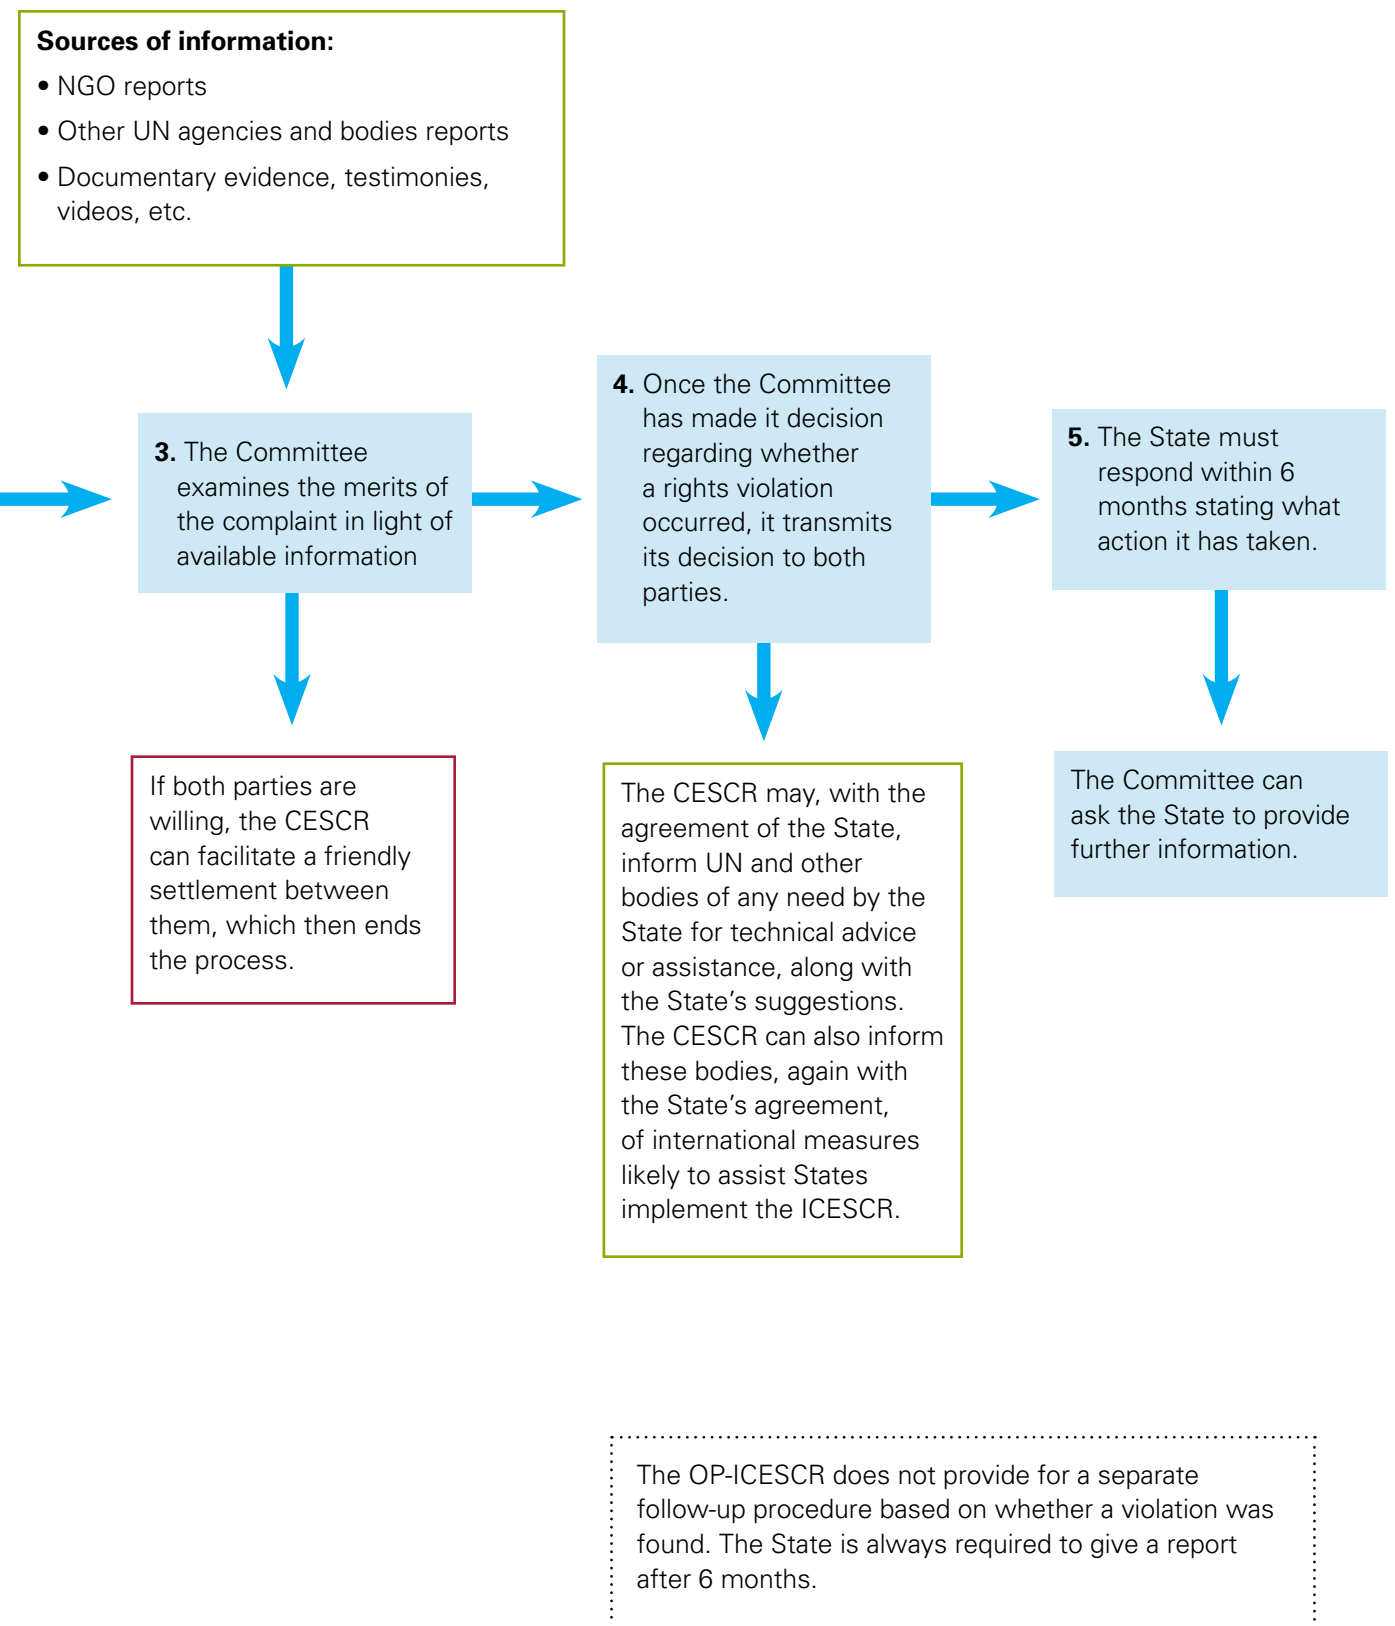 Sources of information:
• NGO reports
• Other UN agencies and bodies reports
• Documentary evidence, testimonies,
videos, etc.
3. The Committee
examines the merits of
the complaint in light of
available information
4. Once the Committee
has made it decision
regarding whether
a rights violation
occurred, it transmits
its decision to both
parties.
5. The State must
respond within 6
months stating what
action it has taken.
If both parties are
willing, the CESCR
can facilitate a friendly
settlement between
them, which then ends
the process.
The CESCR may, with the
agreement of the State,
inform UN and other
bodies of any need by the
State for technical advice
or assistance, along with
the State’s suggestions.
The CESCR can also inform
these bodies, again with
the State’s agreement,
of international measures
likely to assist States
implement the ICESCR.
The Committee can
ask the State to provide
further information.
The OP-ICESCR does not provide for a separate
follow-up procedure based on whether a violation was
found. The State is always required to give a report
after 6 months.